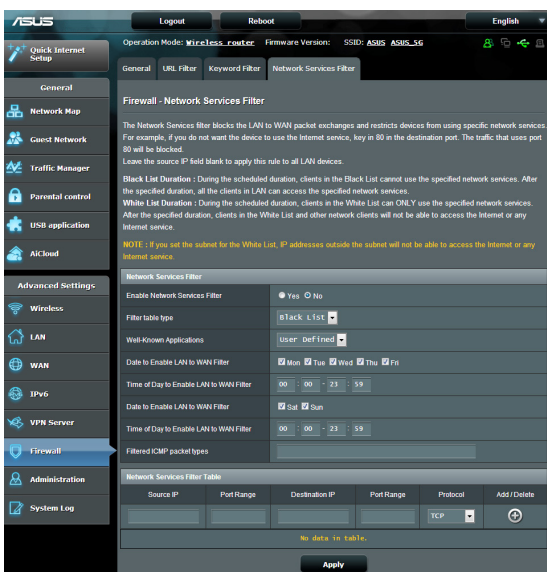 ASUS
Logout
Reboot
English
Quick Internet Setup
Operation Mode: Wireless router Firmware Version: SSID: ASUS ASUS_5G
General
URL Filter
Keyword Filter
Network Services Filter
General
Network Map
Guest Network
Traffic Manager
Parental control
USB application
AiCloud
Advanced Settings
Wireless
LAN
WAN
IPv6
VPN Server
Firewall
Administration
System Log
Firewall - Network Services Filter
The Network Services filter blocks the LAN to WAN packet exchanges and restricts devices from using specific network services.
For example, if you do not want the device to use the Internet service, key in 80 in the destination port. The traffic that uses port
80 will be blocked.
Leave the source IP field blank to apply this rule to all LAN devices.
Black List Duration : During the scheduled duration, clients in the Black List cannot use the specified network services. After
the specified duration, all the clients in LAN can access the specified network services.
White List Duration : During the scheduled duration, clients in the White List can ONLY use the specified network services.
After the specified duration, clients in the White List and other network clients will not be able to access the Internet or any
Internet service.
NOTE : If you set the subnet for the White List, IP addresses outside the subnet will not be able to access the Internet or any
Internet service.
Network Services Filter
Enable Network Services Filter Yes No
Filter table type Black List
Well-Known Applications User Defined
Date to Enable LAN to WAN Filter Mon Tue Wed Thu Fri
Time of Day to Enable LAN to WAN Filter 00 : 00 - 23 : 59
Date to Enable LAN to WAN Filter Sat Sun
Time of Day to Enable LAN to WAN Filter 00 : 00 - 23 : 59
Filtered ICMP packet types
Network Services Filter Table
Source IP Port Range Destination IP Port Range Protocol Add / Delete
TCP
No data in table.
Apply